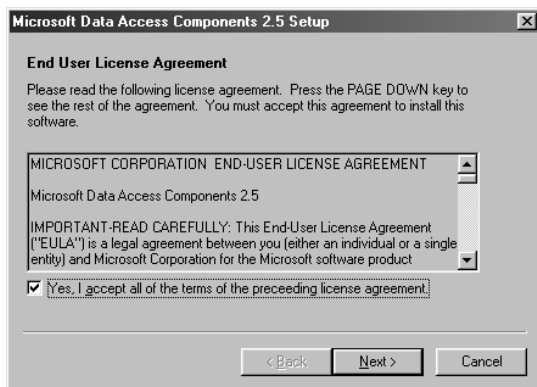 Microsoft Data Access Components 2.5 Setup
End User License Agreement
Please read the following license agreement. Press the PAGE DOWN key to
see the rest of the agreement. You must accept this agreement to install this
software.
MICROSOFT CORPORATION END-USER LICENSE AGREEMENT
Microsoft Data Access Components 2.5
IMPORTANT-READ CAREFULLY: This End-User License Agreement
("EULA") is a legal agreement between you (either an individual or a single
entity) and Microsoft Corporation for the Microsoft software product
Yes, I accept all of the terms of the preceeding license agreement.
< Back
Next >
Cancel